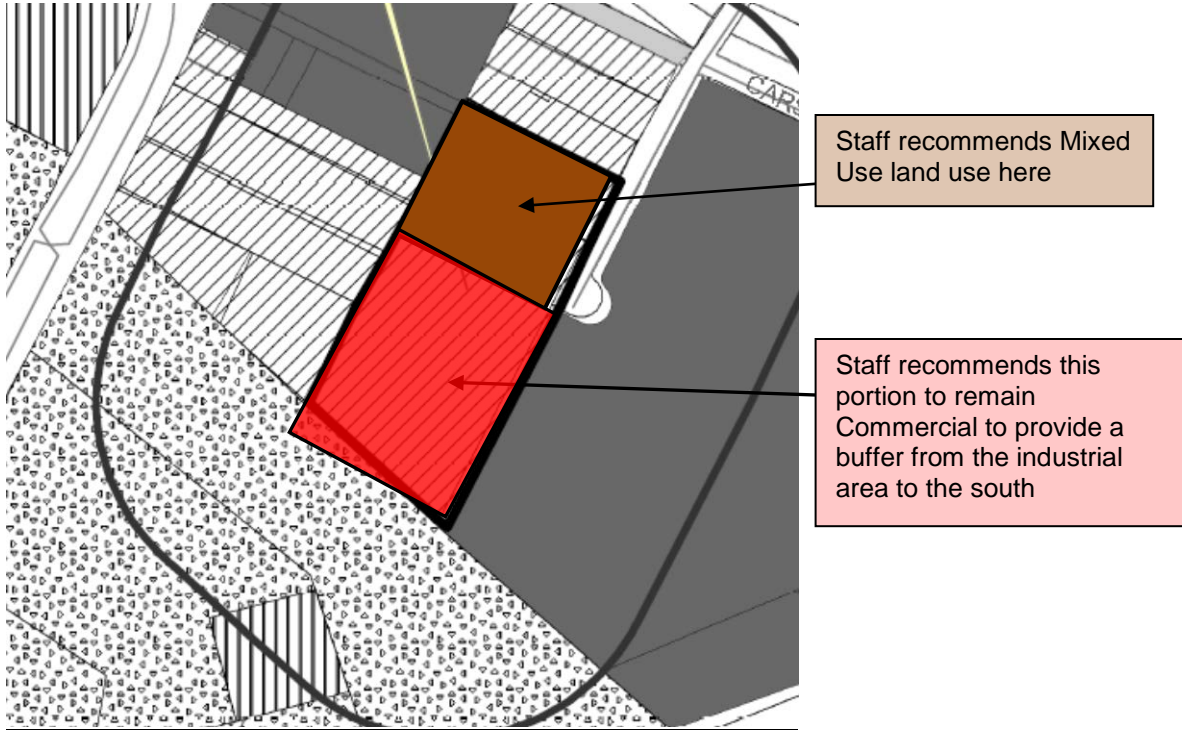 CARS
Staff recommends Mixed
Use land use here
Staff recommends this
portion to remain
Commercial to provide a
buffer from the industrial
area to the south